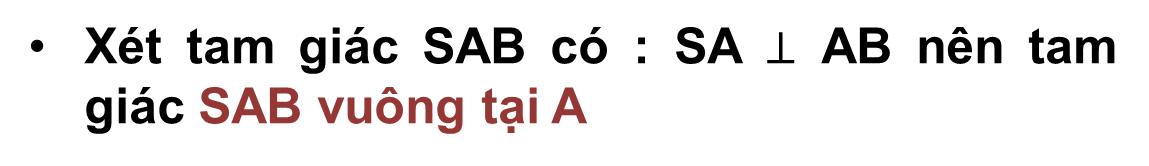 • Xét tam giác SAB có : SA ⊥ AB nên tam
giác SAB vuông tại A